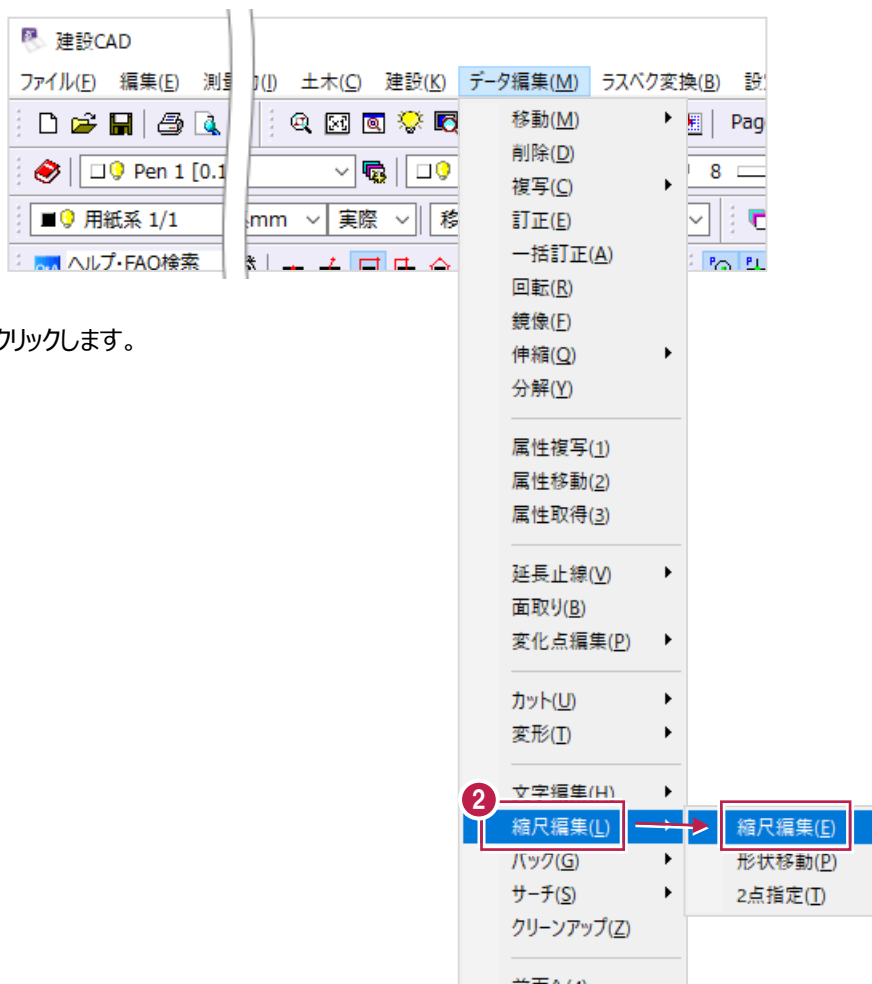 建設CAD
ファイル(F) 編集(E) 測量 (I) 土木(C) 建設(K) データ編集(M) ラスベク変換(B) 設
Pag
Pen 1 [0.1 8
用紙系 1/1 mm 実際 移
ヘルプ・FAQ検索
クリックします。
移動(M)
削除(D)
複写(C)
訂正(E)
一括訂正(A)
回転(R)
鏡像(F)
伸縮(Q)
分解(Y)
属性複写(1)
属性移動(2)
属性取得(3)
延長止線(V)
面取り(B)
変化点編集(P)
カット(U)
変形(T)
文字編集(H)
2
縮尺編集(L) 縮尺編集(E)
パック(G) 形状移動(P)
サーチ(S) 2点指定(T)
クリーンアップ(Z)